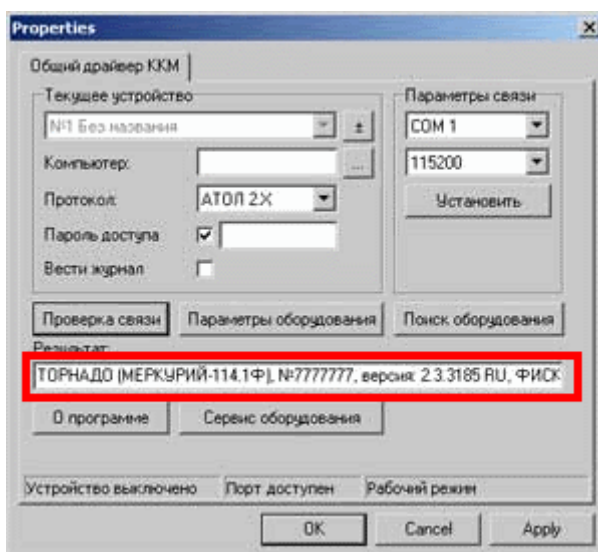 Properties
Общий драйвер ККМ
Текущее устройство
Параметры связи
№1 Без названия
±
COM 1
Компьютер:
...
115200
Протокол:
АТОЛ 2.X
Установить
Пароль доступа
Вести журнал
Проверка связи
Параметры оборудования
Поиск оборудования
Результат:
ТОРНАДО (МЕРКУРИЙ-114.1Ф), №7777777, версия: 2.3.3185 RU, ФИСК
О программе
Сервис оборудования
Устройство выключено
Порт доступен
Рабочий режим
OK
Cancel
Apply